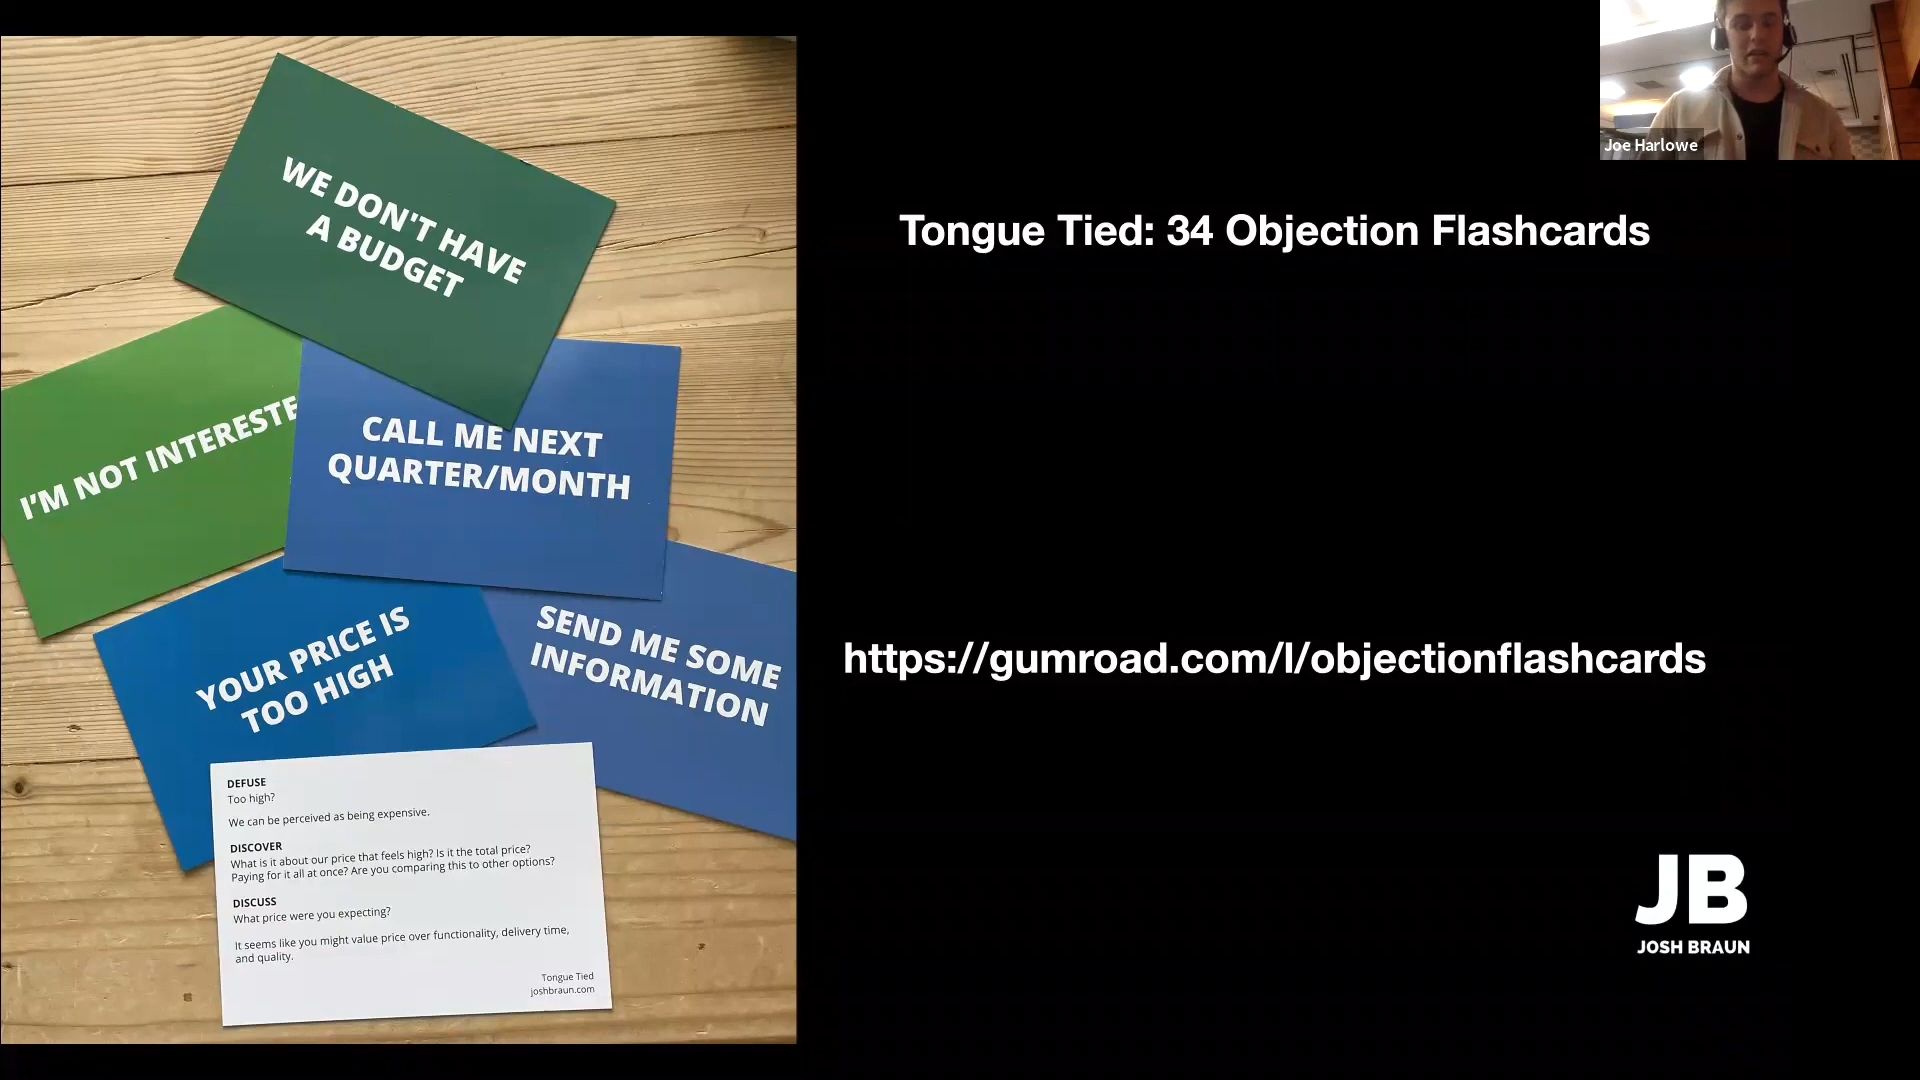 WE DON'T HAVE
A BUDGET
I'M NOT INTERESTE
CALL ME NEXT
QUARTER/MONTH
YOUR PRICE IS
TOO HIGH
SEND ME SOME
INFORMATION
DEFUSE
Too high?
We can be perceived as being expensive.
DISCOVER
What is it about our price that feels high? Is it the total price?
Paying for it all at once? Are you comparing this to other options?
DISCUSS
What price were you expecting?
It seems like you might value price over functionality, delivery time,
and quality.
Tongue Tied
joshbraun.com
Joe Harlowe
Tongue Tied: 34 Objection Flashcards
https://gumroad.com/l/objectionflashcards
JB
JOSH BRAUN